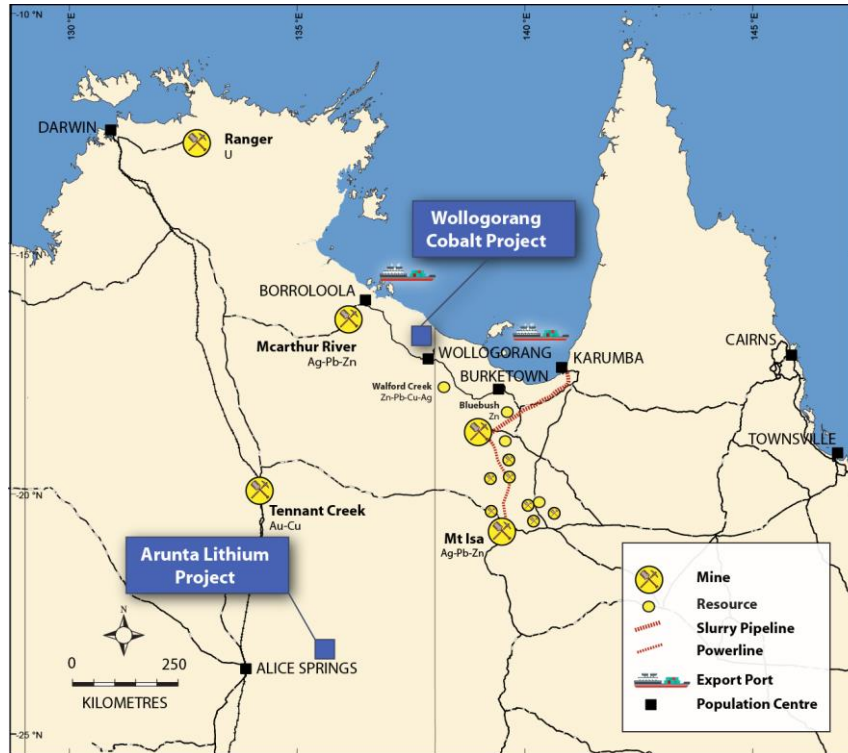 -10 °N
130 °E
135 °E
140 °E
145 °E
DARWIN
Ranger
U
Wollogorang
Cobalt Project
-15 °N
BORROLOOLA
Mcarthur River
Ag-Pb-Zn
WOLLOGORANG
KARUMBA
CAIRNS
Walford Creek
Zn-Pb-Cu-Ag
BURKETOWN
Bluebush
Zn
TOWNSVILLE
-20 °N
Tennant Creek
Au-Cu
Mt Isa
Ag-Pb-Zn
Arunta Lithium
Project
N
0
250
KILOMETRES
ALICE SPRINGS
-25 °N
Mine
Resource
Slurry Pipeline
Powerline
Export Port
Population Centre